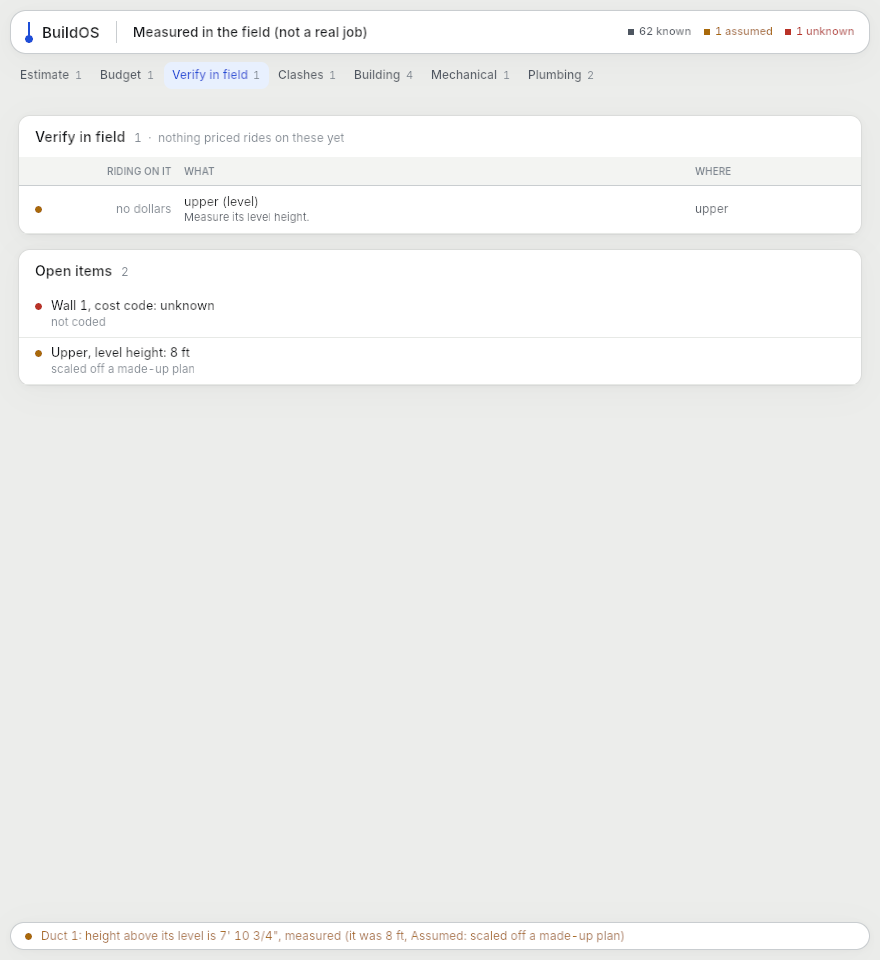 BuildOS
Measured in the field (not a real job)
62 known 1 assumed 1 unknown
Estimate 1 Budget 1 Verify in field 1 Clashes 1 Building 4 Mechanical 1 Plumbing 2
Verify in field 1 · nothing priced rides on these yet
RIDING ON IT WHAT WHERE
no dollars upper (level) upper
Measure its level height.
Open items 2
Wall 1, cost code: unknown
not coded
Upper, level height: 8 ft
scaled off a made-up plan
Duct 1: height above its level is 7' 10 3/4", measured (it was 8 ft, Assumed: scaled off a made-up plan)